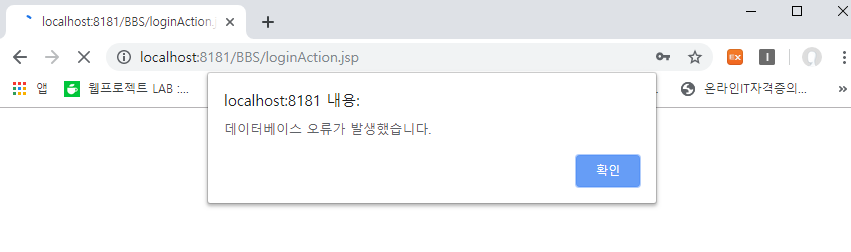 localhost:8181/BBS/loginAction.j
localhost:8181/BBS/loginAction.jsp
앱 웹프로젝트 LAB :... 온라인IT자격증의...
localhost:8181 내용:
데이터베이스 오류가 발생했습니다.
확인